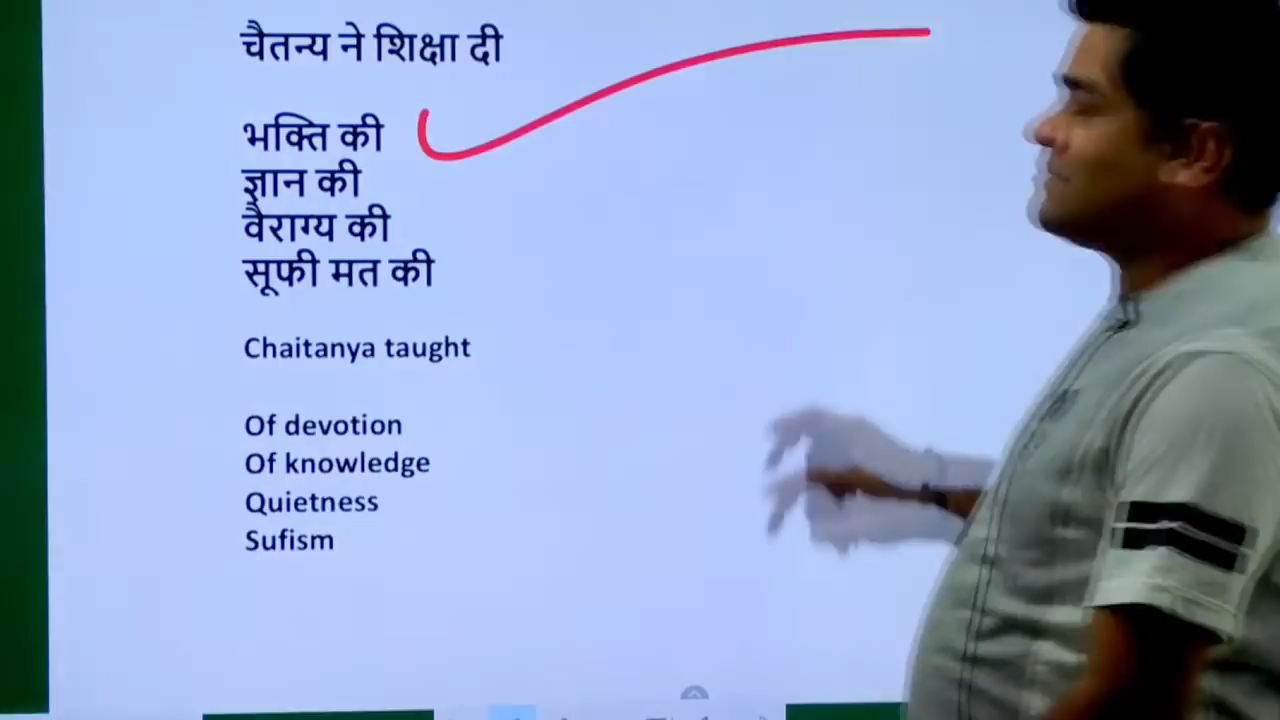 चैतन्य ने शिक्षा दी
भक्ति की
ज्ञान की
वैराग्य की
सूफी मत की
Chaitanya taught
Of devotion
Of knowledge
Quietness
Sufism